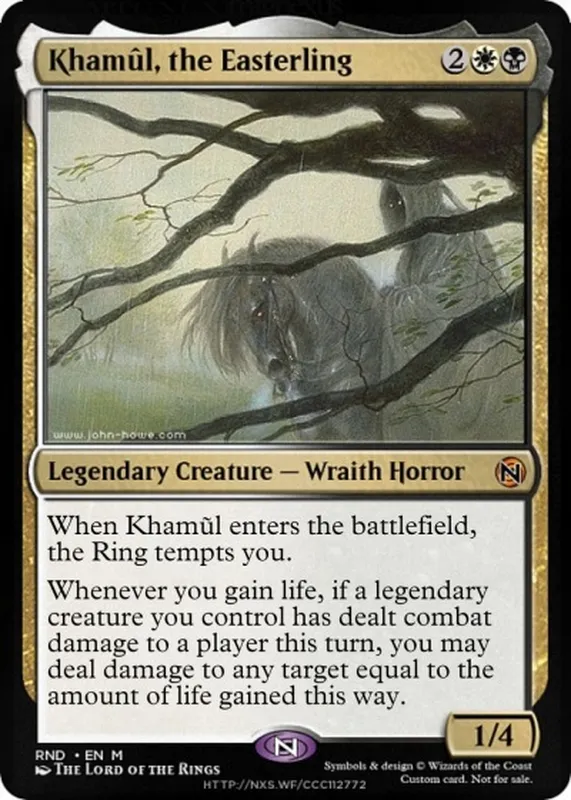 Khamûl, the Easterling 2
www.john-howe.com
Legendary Creature — Wraith Horror
N
When Khamũl enters the battlefield,
the Ring tempts you.
Whenever you gain life, if a legendary
creature you control has dealt combat
damage to a player this turn, you may
deal damage to any target equal to the
amount of life gained this way.
1/4
RND • EN M
The Lord of the Rings
N
Symbols & design © Wizards of the Coast
Custom card. Not for sale.
HTTP://NXS.WF/CCC112772